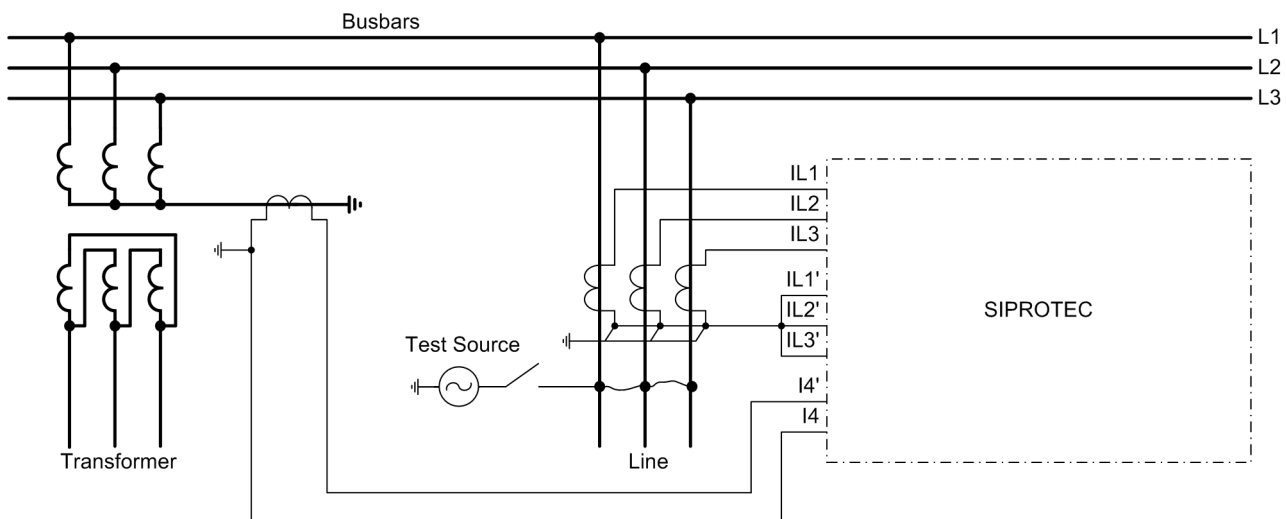 Busbars
L1
L2
L3
IL1
IL2
IL3
IL1'
IL2'
SIPROTEC
IL3'
Test Source
I4'
I4
Transformer
Line